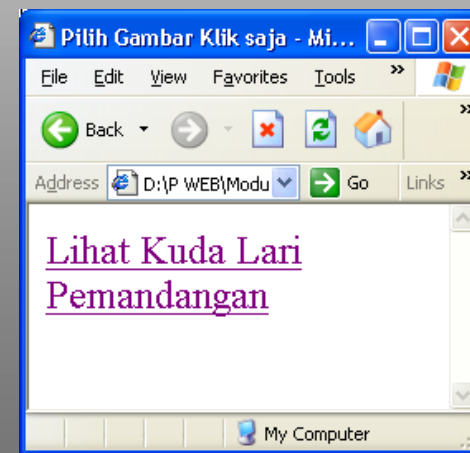 Pilih Gambar Klik saja - Mi...
File Edit View Favorites Tools »
Back »
Address D:\P WEB\Modu Go Links »
Lihat Kuda Lari
Pemandangan
My Computer